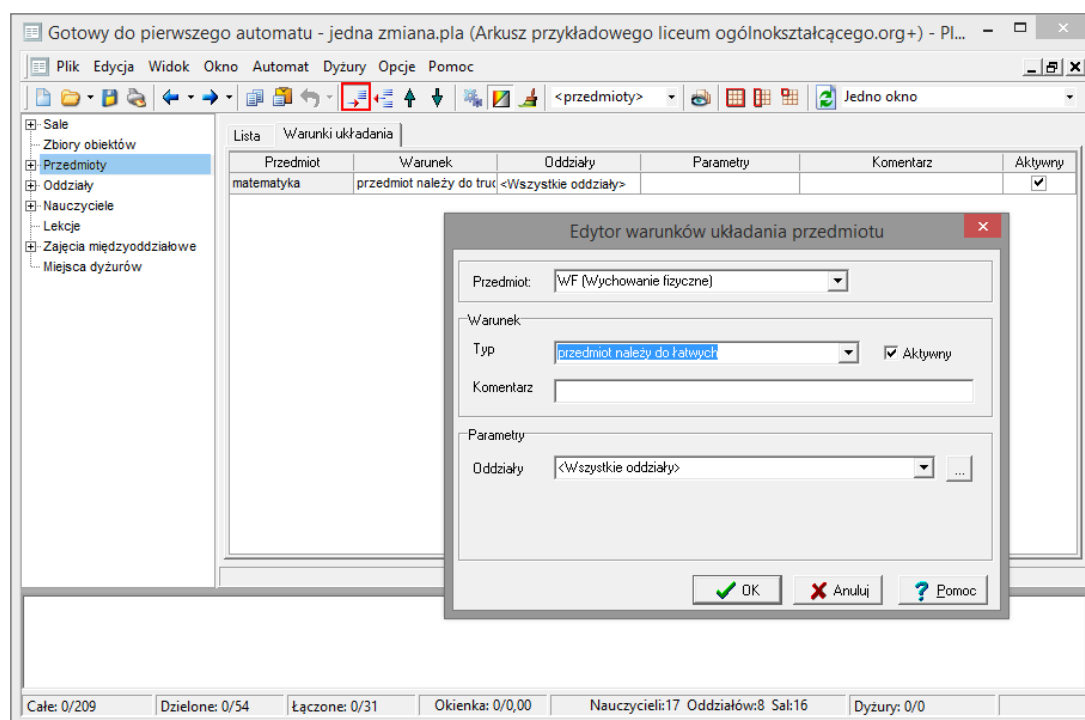 Gotowy do pierwszego automatu - jedna zmiana.pla (Arkusz przykładowego liceum ogólnokształcącego.org+) - Pl...
Plik Edycja Widok Okno Automat Dyżury Opcje Pomoc
<przedmioty> Jedno okno
Sale
Zbiory obiektów
Przedmioty
Oddziały
Nauczyciele
Lekcje
Zajęcia międzyoddziałowe
Miejsca dyżurów
Lista Warunki układania
Przedmiot Warunek Oddziały Parametry Komentarz Aktywny
matematyka przedmiot należy do truc <Wszystkie oddziały>
Edytor warunków układania przedmiotu
Przedmiot: WF (Wychowanie fizyczne)
Warunek
Typ przedmiot należy do łatwych Aktywny
Komentarz
Parametry
Oddziały <Wszystkie oddziały> ...
OK Anuluj Pomoc
Całe: 0/209 Dzielone: 0/54 Łączone: 0/31 Okienka: 0/0,00 Nauczycieli:17 Oddziałów:8 Sal:16 Dyżury: 0/0